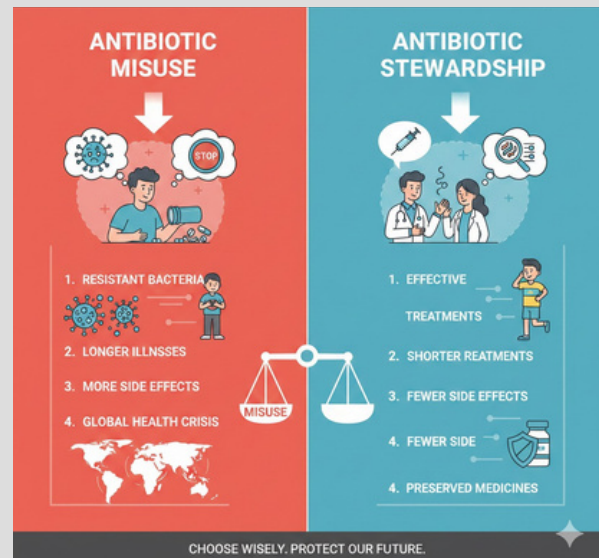 ANTIBIOTIC
MISUSE
STOP
1. RESISTANT BACTERIA
2. LONGER ILLNSSES
3. MORE SIDE EFFECTS
4. GLOBAL HEALTH CRISIS
MISUSE
ANTIBIOTIC
STEWARDSHIP
1. EFFECTIVE
TREATMENTS
2. SHORTER REATMENTS
3. FEWER SIDE EFFECTS
4. FEWER SIDE
4. PRESERVED MEDICINES
CHOOSE WISELY. PROTECT OUR FUTURE.